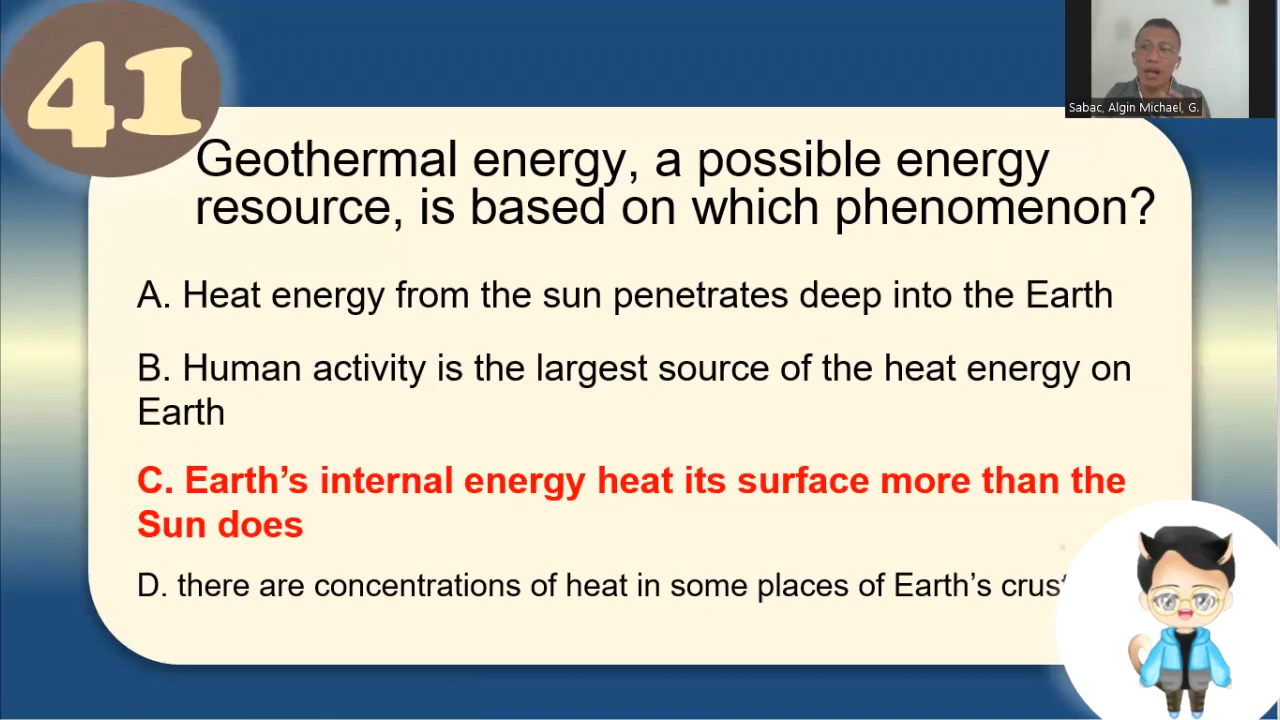 41
Sabac, Algin Michael, G.
Geothermal energy, a possible energy
resource, is based on which phenomenon?
A. Heat energy from the sun penetrates deep into the Earth
B. Human activity is the largest source of the heat energy on
Earth
C. Earth’s internal energy heat its surface more than the
Sun does
D. there are concentrations of heat in some places of Earth’s crust